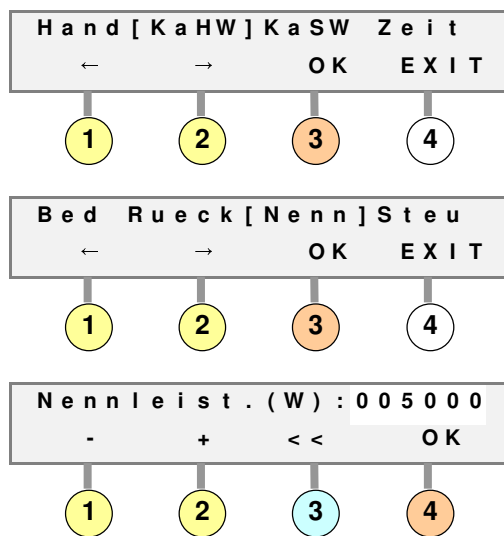 Hand[KaHW]KaSW Zeit
← → OK EXIT
1 2 3 4
Bed Rueck[Nenn]Steu
← → OK EXIT
1 2 3 4
Nennleist.(W):005000
- + << OK
1 2 3 4